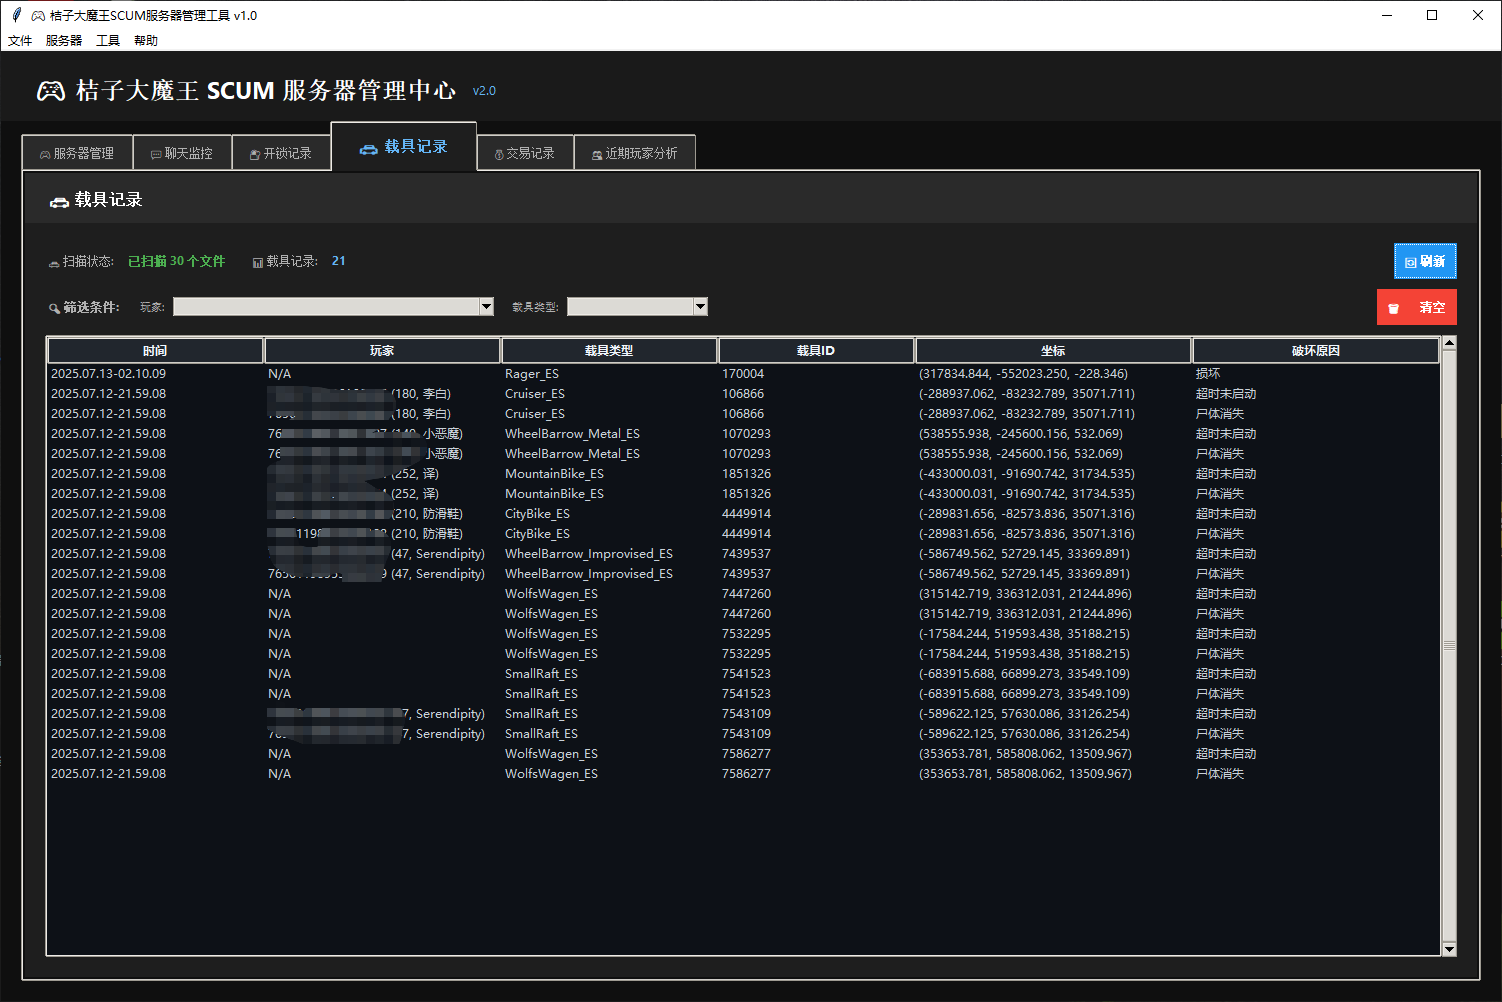 桔子大魔王SCUM服务器管理工具 v1.0
文件 服务器 工具 帮助
桔子大魔王 SCUM 服务器管理中心 v2.0
服务器管理 聊天监控 开锁记录 载具记录 交易记录 近期玩家分析
载具记录
扫描状态: 已扫描 30 个文件 载具记录: 21 刷新
筛选条件: 玩家: 载具类型: 清空
时间 玩家 载具类型 载具ID 坐标 破坏原因
2025.07.13-02.10.09 N/A Rager_ES 170004 (317834.844, -552023.250, -228.346) 损坏
2025.07.12-21.59.08 (180, 李白) Cruiser_ES 106866 (-288937.062, -83232.789, 35071.711) 超时未启动
2025.07.12-21.59.08 (180, 李白) Cruiser_ES 106866 (-288937.062, -83232.789, 35071.711) 尸体消失
2025.07.12-21.59.08 小恶魔) WheelBarrow_Metal_ES 1070293 (538555.938, -245600.156, 532.069) 超时未启动
2025.07.12-21.59.08 小恶魔) WheelBarrow_Metal_ES 1070293 (538555.938, -245600.156, 532.069) 尸体消失
2025.07.12-21.59.08 (252, 译) MountainBike_ES 1851326 (-433000.031, -91690.742, 31734.535) 超时未启动
2025.07.12-21.59.08 (252, 译) MountainBike_ES 1851326 (-433000.031, -91690.742, 31734.535) 尸体消失
2025.07.12-21.59.08 (210, 防滑鞋) CityBike_ES 4449914 (-289831.656, -82573.836, 35071.316) 超时未启动
2025.07.12-21.59.08 (210, 防滑鞋) CityBike_ES 4449914 (-289831.656, -82573.836, 35071.316) 尸体消失
2025.07.12-21.59.08 (47, Serendipity) WheelBarrow_Improvised_ES 7439537 (-586749.562, 52729.145, 33369.891) 超时未启动
2025.07.12-21.59.08 (47, Serendipity) WheelBarrow_Improvised_ES 7439537 (-586749.562, 52729.145, 33369.891) 尸体消失
2025.07.12-21.59.08 N/A WolfsWagen_ES 7447260 (315142.719, 336312.031, 21244.896) 超时未启动
2025.07.12-21.59.08 N/A WolfsWagen_ES 7447260 (315142.719, 336312.031, 21244.896) 尸体消失
2025.07.12-21.59.08 N/A WolfsWagen_ES 7532295 (-17584.244, 519593.438, 35188.215) 超时未启动
2025.07.12-21.59.08 N/A WolfsWagen_ES 7532295 (-17584.244, 519593.438, 35188.215) 尸体消失
2025.07.12-21.59.08 N/A SmallRaft_ES 7541523 (-683915.688, 66899.273, 33549.109) 超时未启动
2025.07.12-21.59.08 N/A SmallRaft_ES 7541523 (-683915.688, 66899.273, 33549.109) 尸体消失
2025.07.12-21.59.08 7, Serendipity) SmallRaft_ES 7543109 (-589622.125, 57630.086, 33126.254) 超时未启动
2025.07.12-21.59.08 7, Serendipity) SmallRaft_ES 7543109 (-589622.125, 57630.086, 33126.254) 尸体消失
2025.07.12-21.59.08 N/A WolfsWagen_ES 7586277 (353653.781, 585808.062, 13509.967) 超时未启动
2025.07.12-21.59.08 N/A WolfsWagen_ES 7586277 (353653.781, 585808.062, 13509.967) 尸体消失